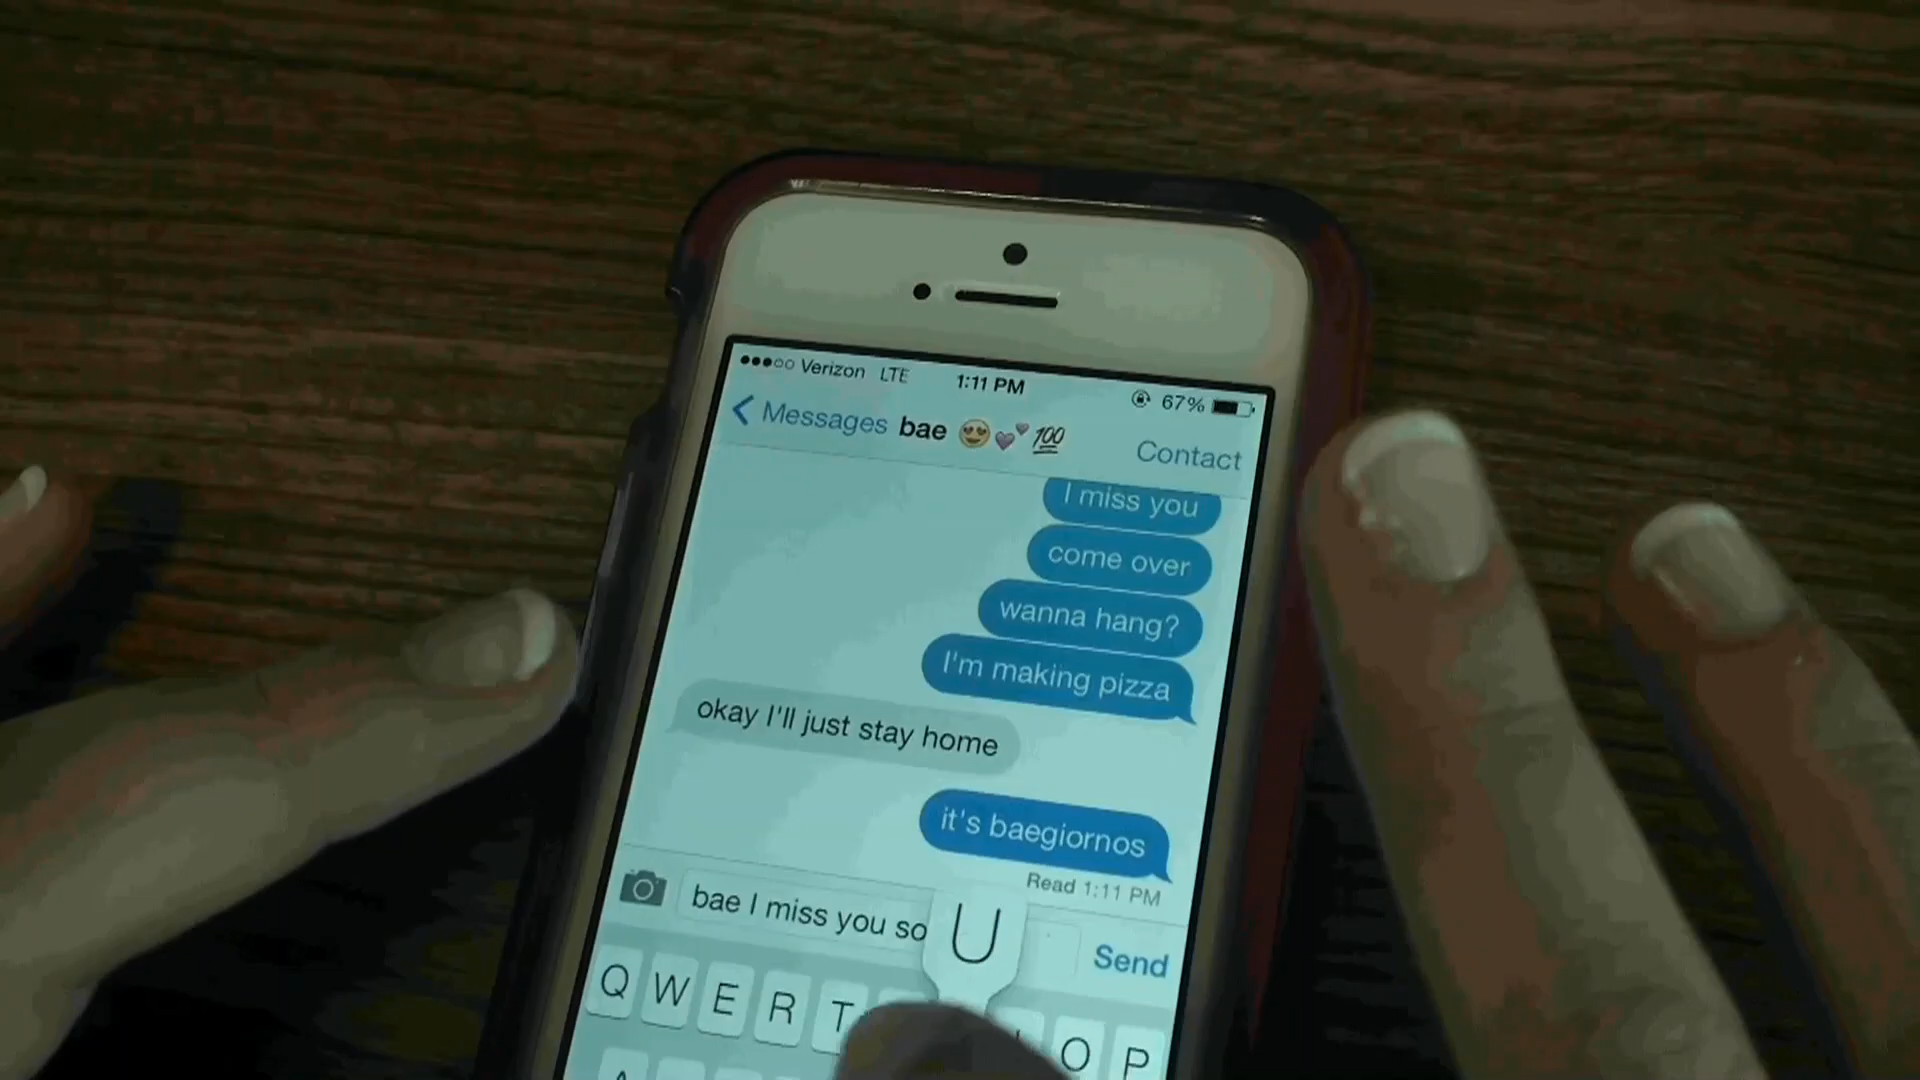 Verizon LTE 1:11 PM 67%
Messages bae 😍💕💯 Contact
I miss you
come over
wanna hang?
I'm making pizza
okay I'll just stay home
it's baegiornos
Read 1:11 PM
bae I miss you so
U
Send
Q W E R T O P